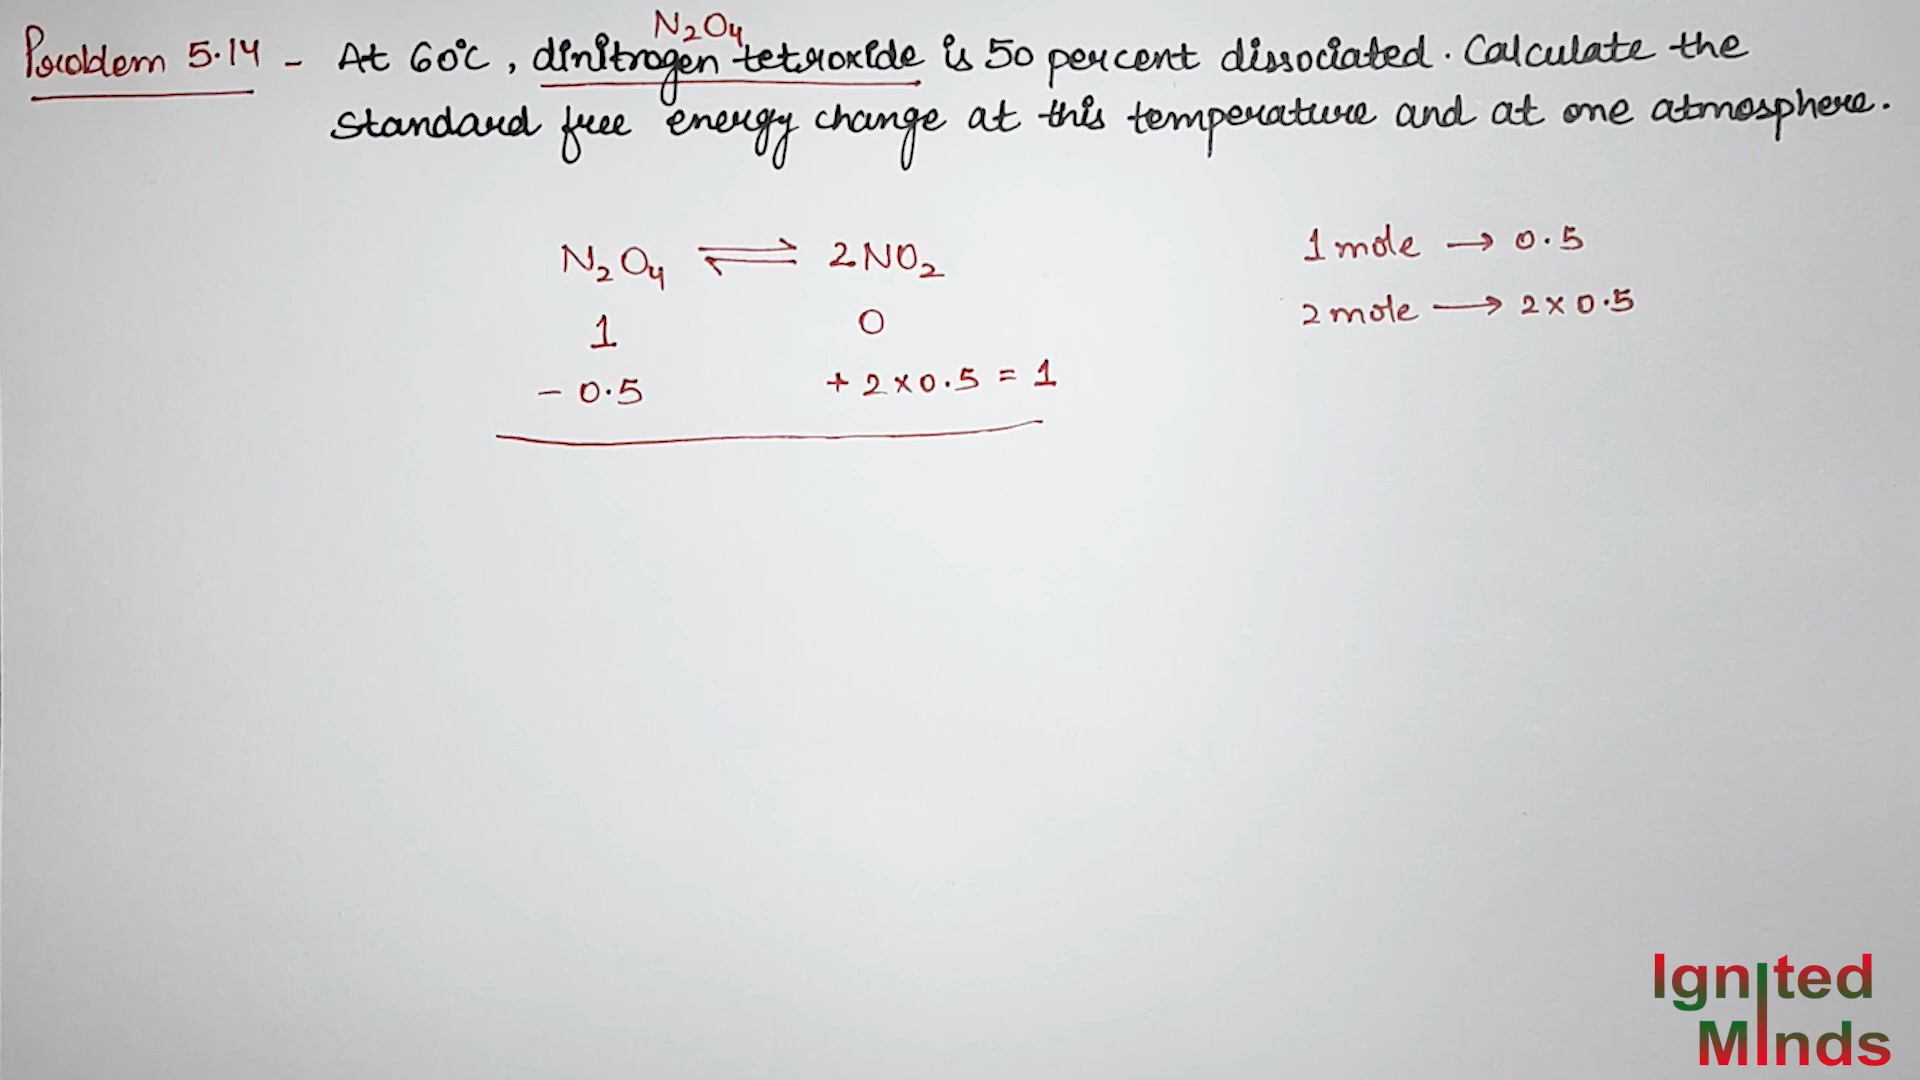 N₂O₄
Problem 5.14 - At 60°C, dinitrogen tetroxide is 50 percent dissociated. Calculate the
standard free energy change at this temperature and at one atmosphere.
N₂O₄ ⇌ 2NO₂
1 0
- 0.5 + 2×0.5 = 1
1 mole → 0.5
2 mole → 2×0.5
Ignited
Minds